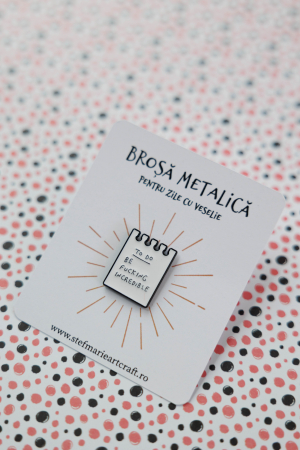 BROȘĂ METALICĂ
PENTRU ZILE CU VESELIE
TO DO
BE
FUCKING
INCREDIBLE
www.stefmarieartcraft.ro